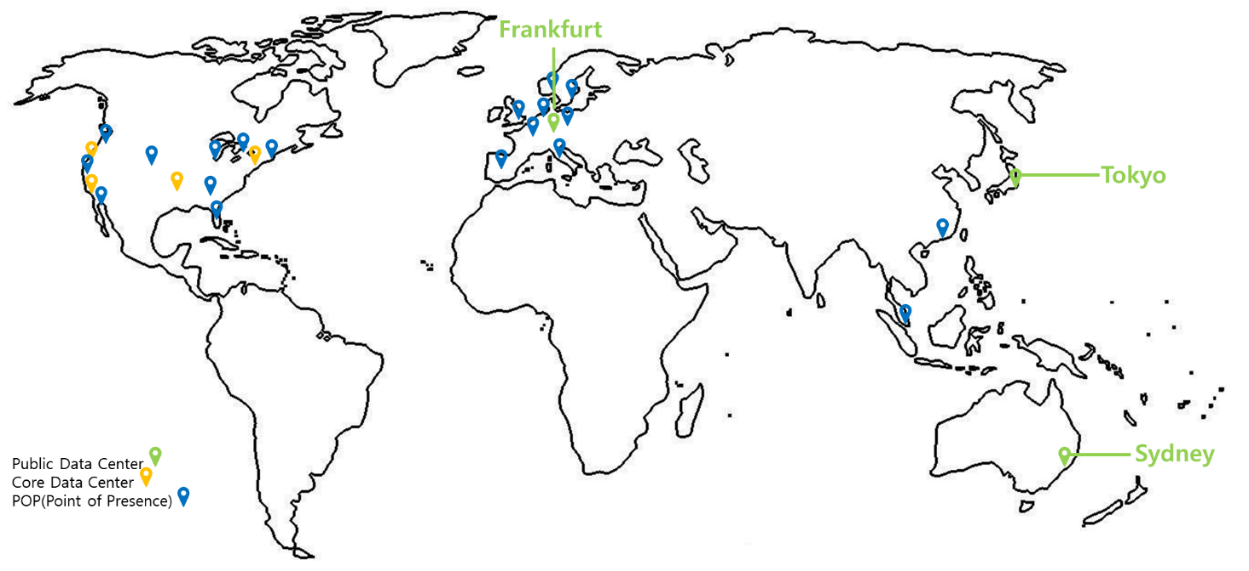 Frankfurt
Tokyo
Sydney
Public Data Center
Core Data Center
POP(Point of Presence)